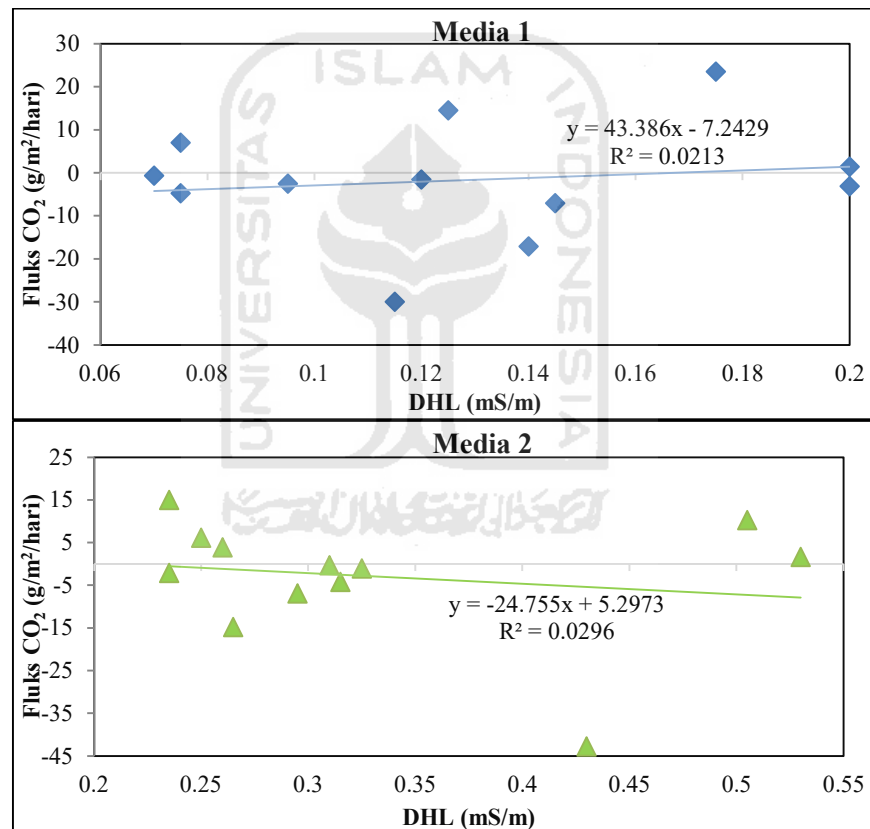 Media 1
30
20
10
0
-10
-20
-30
-40
Fluks CO₂ (g/m²/hari)
y = 43.386x - 7.2429
R² = 0.0213
0.06 0.08 0.1 0.12 0.14 0.16 0.18 0.2
DHL (mS/m)
UNIVERSITAS
ISLAM
INDONESIA
Media 2
25
15
5
-5
-15
-25
-35
-45
Fluks CO₂ (g/m²/hari)
y = -24.755x + 5.2973
R² = 0.0296
0.2 0.25 0.3 0.35 0.4 0.45 0.5 0.55
DHL (mS/m)